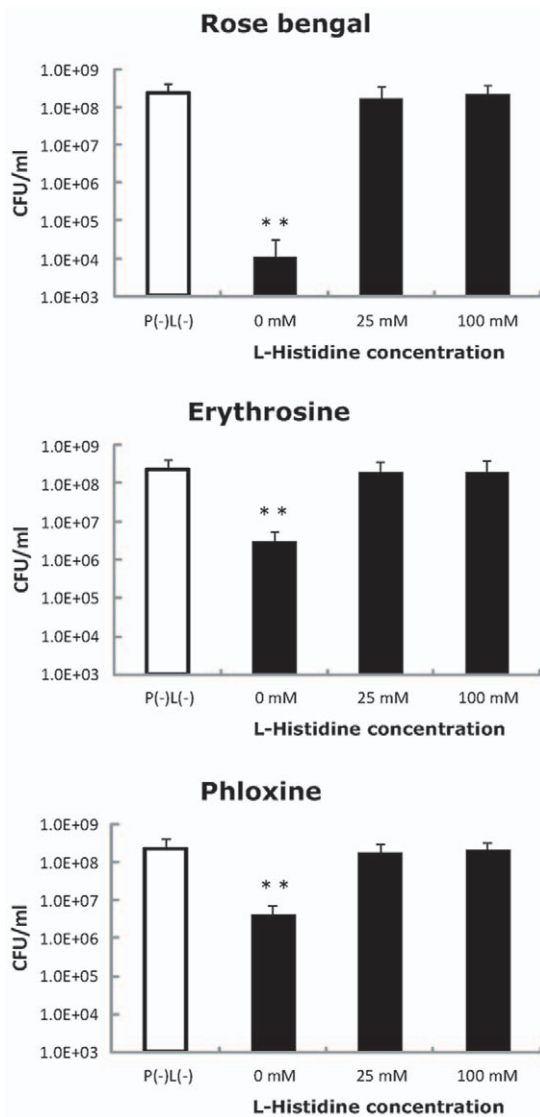 Rose bengal
CFU/ml
1.0E+09
1.0E+08
1.0E+07
1.0E+06
1.0E+05
1.0E+04
1.0E+03
* *
P(-)L(-) 0 mM 25 mM 100 mM
L-Histidine concentration
Erythrosine
CFU/ml
1.0E+09
1.0E+08
1.0E+07
1.0E+06
1.0E+05
1.0E+04
1.0E+03
* *
P(-)L(-) 0 mM 25 mM 100 mM
L-Histidine concentration
Phloxine
CFU/ml
1.0E+09
1.0E+08
1.0E+07
1.0E+06
1.0E+05
1.0E+04
1.0E+03
* *
P(-)L(-) 0 mM 25 mM 100 mM
L-Histidine concentration